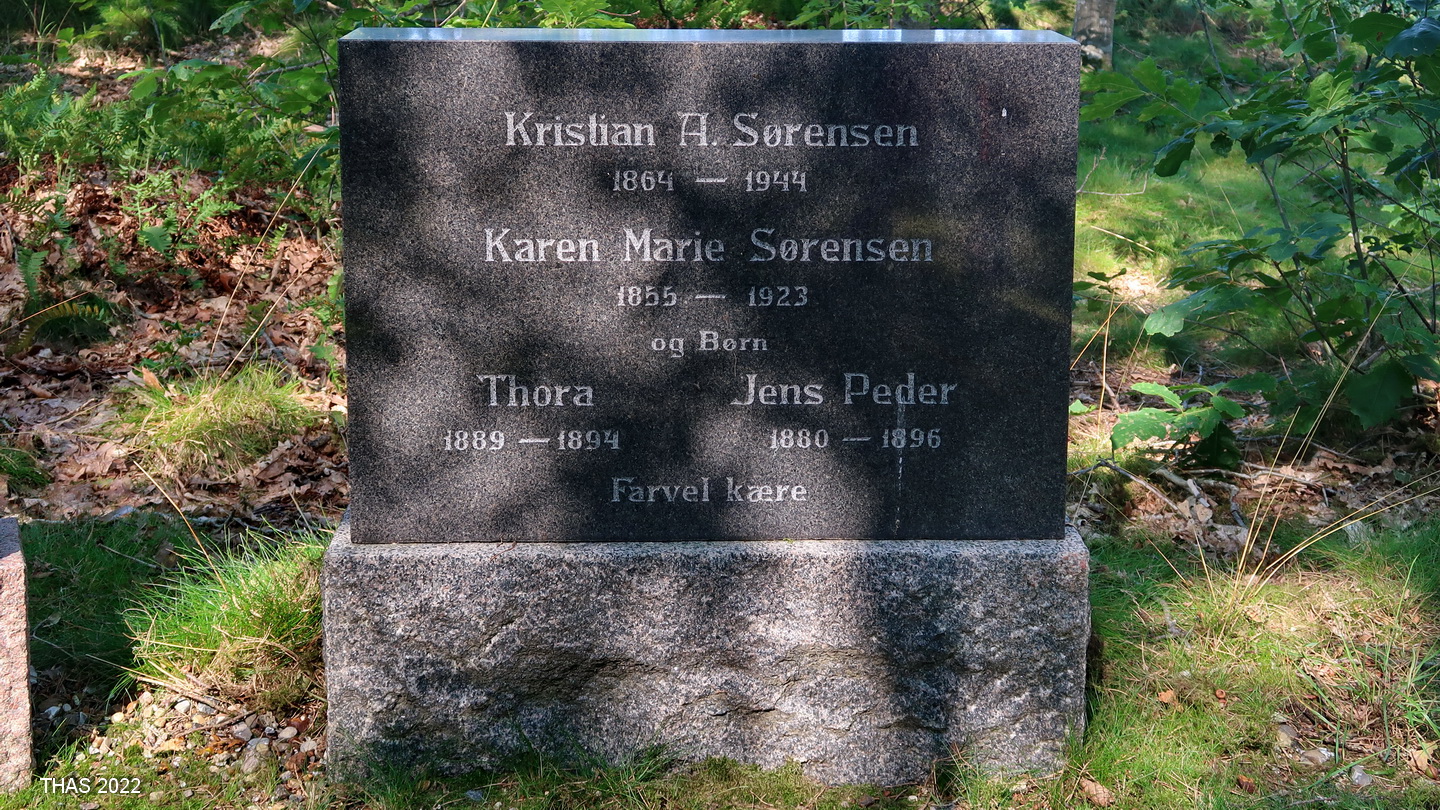 Kristian A. Sørensen
1864 — 1944
Karen Marie Sørensen
1855 — 1923
og Børn
Thora Jens Peder
1889 — 1894 1880 — 1896
Farvel kære
THAS 2022